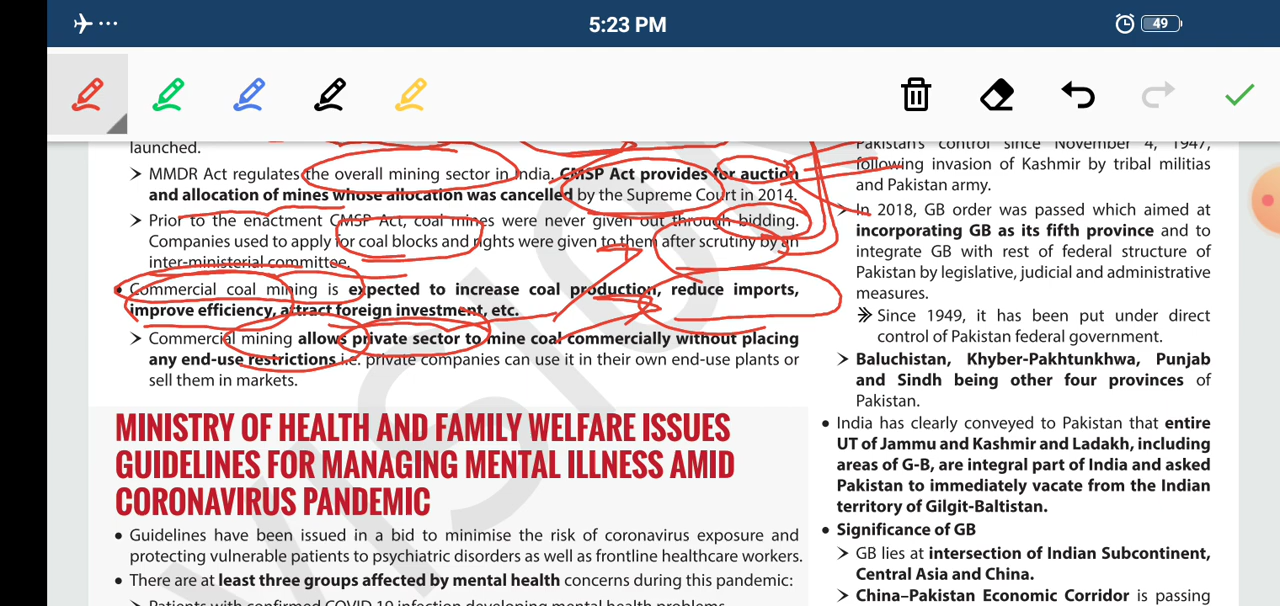 5:23 PM
49
launched.
➤ MMDR Act regulates the overall mining sector in India. CMSP Act provides for auction
and allocation of mines whose allocation was cancelled by the Supreme Court in 2014.
➤ Prior to the enactment CMSP Act, coal mines were never given out through bidding.
Companies used to apply for coal blocks and rights were given to them after scrutiny by an
inter-ministerial committee.
• Commercial coal mining is expected to increase coal production, reduce imports,
improve efficiency, attract foreign investment, etc.
➤ Commercial mining allows private sector to mine coal commercially without placing
any end-use restrictions i.e. private companies can use it in their own end-use plants or
sell them in markets.
MINISTRY OF HEALTH AND FAMILY WELFARE ISSUES
GUIDELINES FOR MANAGING MENTAL ILLNESS AMID
CORONAVIRUS PANDEMIC
• Guidelines have been issued in a bid to minimise the risk of coronavirus exposure and
protecting vulnerable patients to psychiatric disorders as well as frontline healthcare workers.
• There are at least three groups affected by mental health concerns during this pandemic:
➤ Patients with confirmed COVID 19 infection developing mental health problems
Pakistan's control since November 4, 1947,
following invasion of Kashmir by tribal militias
and Pakistan army.
➤ In 2018, GB order was passed which aimed at
incorporating GB as its fifth province and to
integrate GB with rest of federal structure of
Pakistan by legislative, judicial and administrative
measures.
⪢ Since 1949, it has been put under direct
control of Pakistan federal government.
➤ Baluchistan, Khyber-Pakhtunkhwa, Punjab
and Sindh being other four provinces of
Pakistan.
• India has clearly conveyed to Pakistan that entire
UT of Jammu and Kashmir and Ladakh, including
areas of G-B, are integral part of India and asked
Pakistan to immediately vacate from the Indian
territory of Gilgit-Baltistan.
• Significance of GB
➤ GB lies at intersection of Indian Subcontinent,
Central Asia and China.
➤ China–Pakistan Economic Corridor is passing